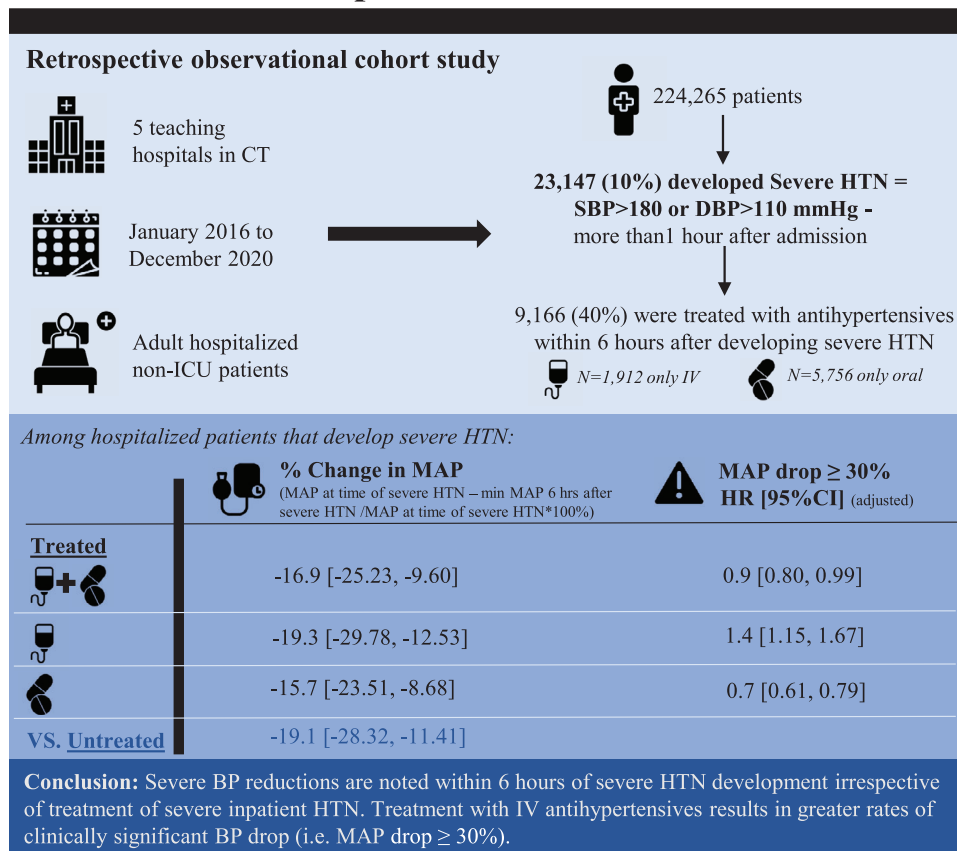 Retrospective observational cohort study
5 teaching
hospitals in CT
January 2016 to
December 2020
Adult hospitalized
non-ICU patients
224,265 patients
23,147 (10%) developed Severe HTN =
SBP>180 or DBP>110 mmHg -
more than1 hour after admission
9,166 (40%) were treated with antihypertensives
within 6 hours after developing severe HTN
N=1,912 only IV
N=5,756 only oral
Among hospitalized patients that develop severe HTN:
% Change in MAP
(MAP at time of severe HTN – min MAP 6 hrs after
severe HTN /MAP at time of severe HTN*100%)
MAP drop ≥ 30%
HR [95%CI] (adjusted)
Treated
-16.9 [-25.23, -9.60]
0.9 [0.80, 0.99]
-19.3 [-29.78, -12.53]
1.4 [1.15, 1.67]
-15.7 [-23.51, -8.68]
0.7 [0.61, 0.79]
VS. Untreated
-19.1 [-28.32, -11.41]
Conclusion: Severe BP reductions are noted within 6 hours of severe HTN development irrespective
of treatment of severe inpatient HTN. Treatment with IV antihypertensives results in greater rates of
clinically significant BP drop (i.e. MAP drop ≥ 30%).